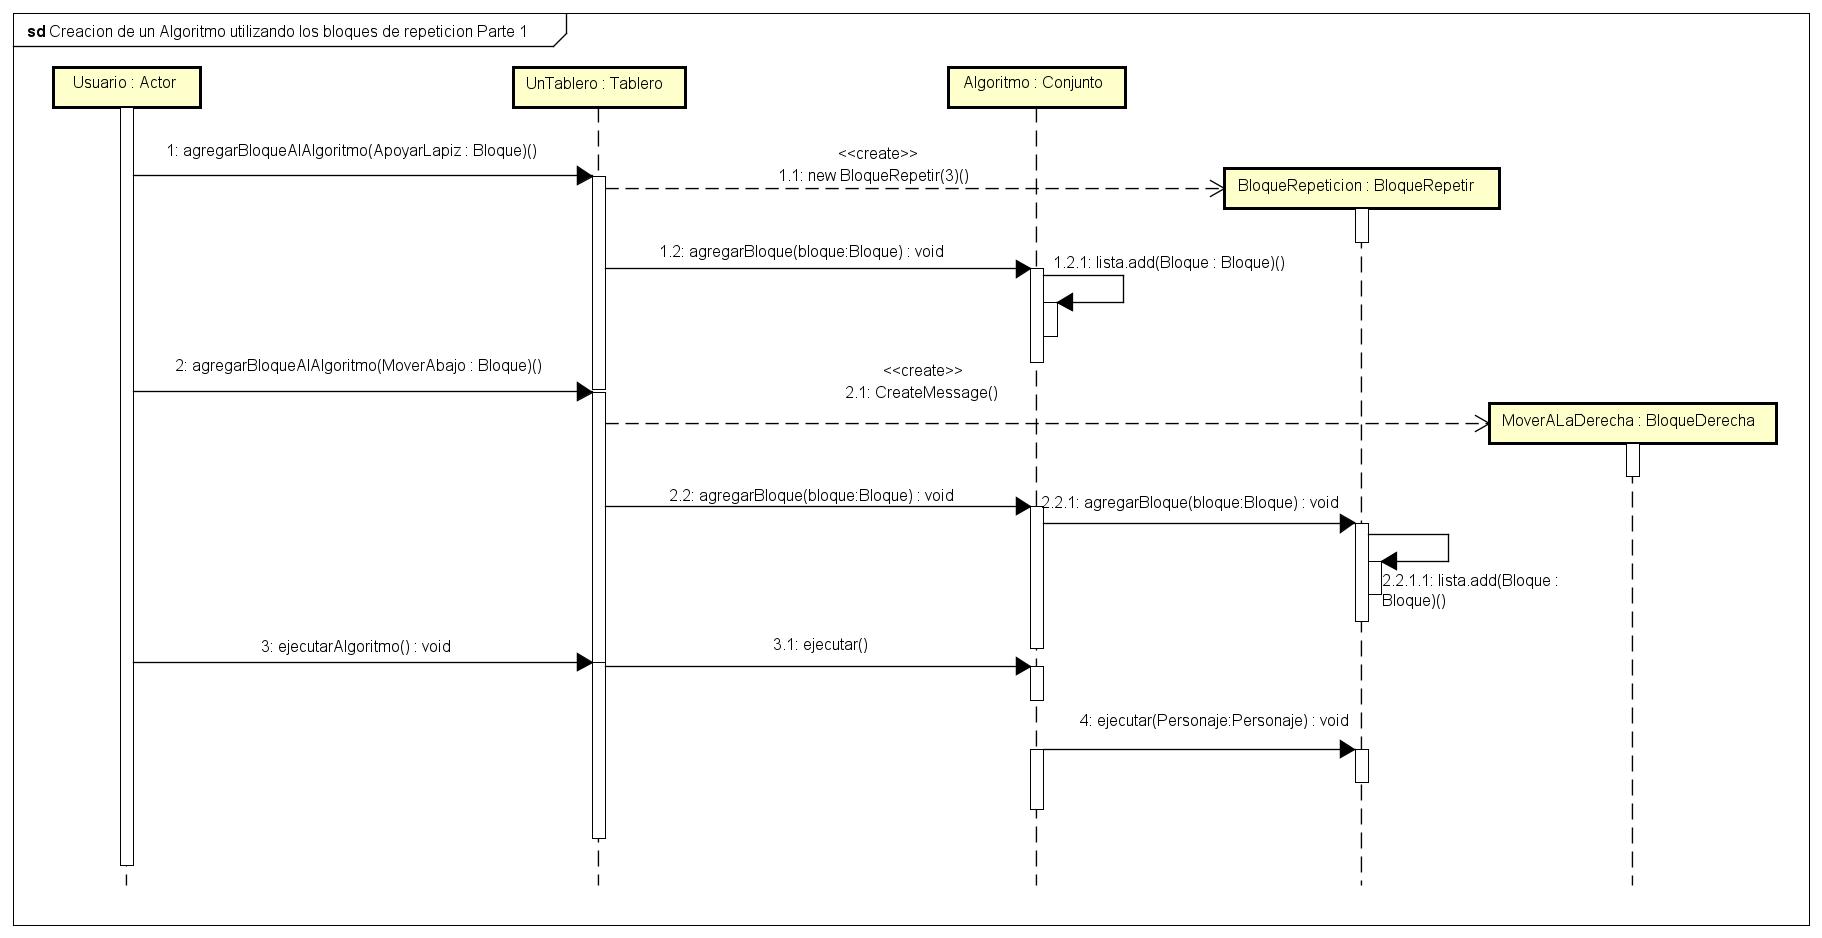 sd Creacion de un Algoritmo utilizando los bloques de repeticion Parte 1
Usuario : Actor
UnTablero : Tablero
Algoritmo : Conjunto
1: agregarBloqueAlAlgoritmo(ApoyarLapiz : Bloque)()
<<create>>
1.1: new BloqueRepetir(3)()
BloqueRepeticion : BloqueRepetir
1.2: agregarBloque(bloque:Bloque) : void
1.2.1: lista.add(Bloque : Bloque)()
2: agregarBloqueAlAlgoritmo(MoverAbajo : Bloque)()
<<create>>
2.1: CreateMessage()
MoverALaDerecha : BloqueDerecha
2.2: agregarBloque(bloque:Bloque) : void
2.2.1: agregarBloque(bloque:Bloque) : void
2.2.1.1: lista.add(Bloque :
Bloque)()
3: ejecutarAlgoritmo() : void
3.1: ejecutar()
4: ejecutar(Personaje:Personaje) : void